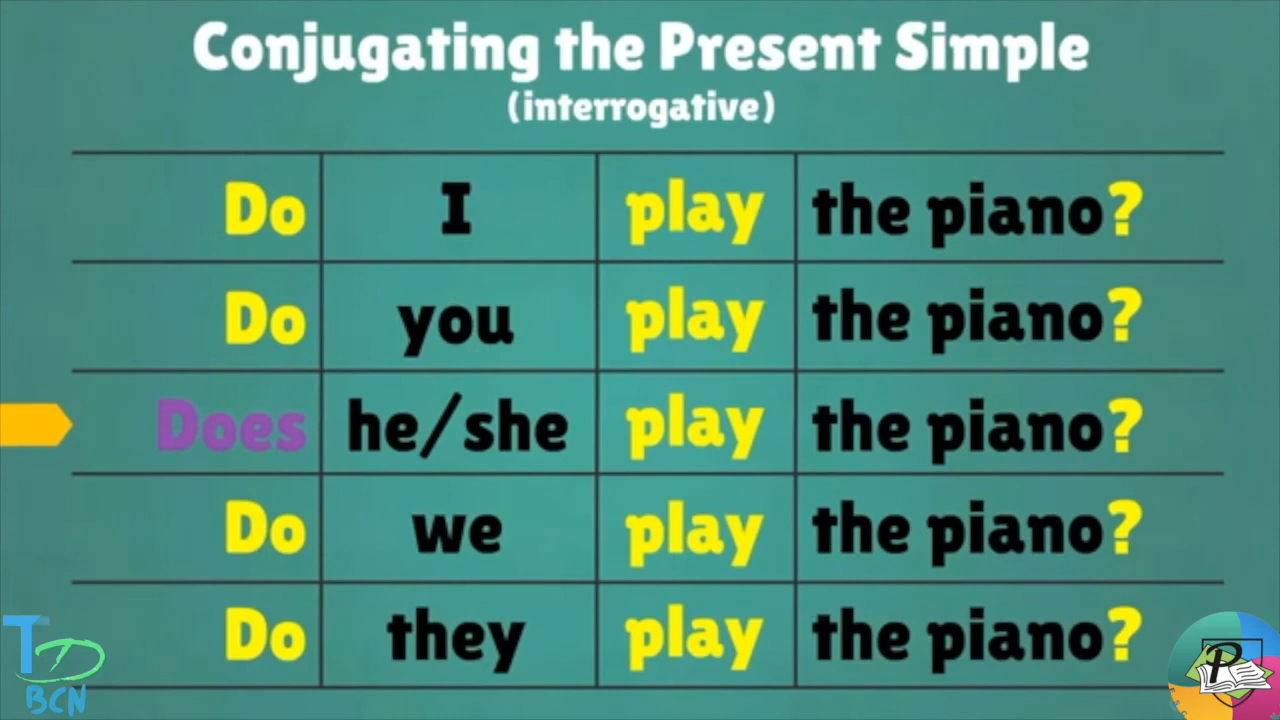 Conjugating the Present Simple
(interrogative)
Do I play the piano?
Do you play the piano?
Does he/she play the piano?
Do we play the piano?
Do they play the piano?
TD
BCN
P